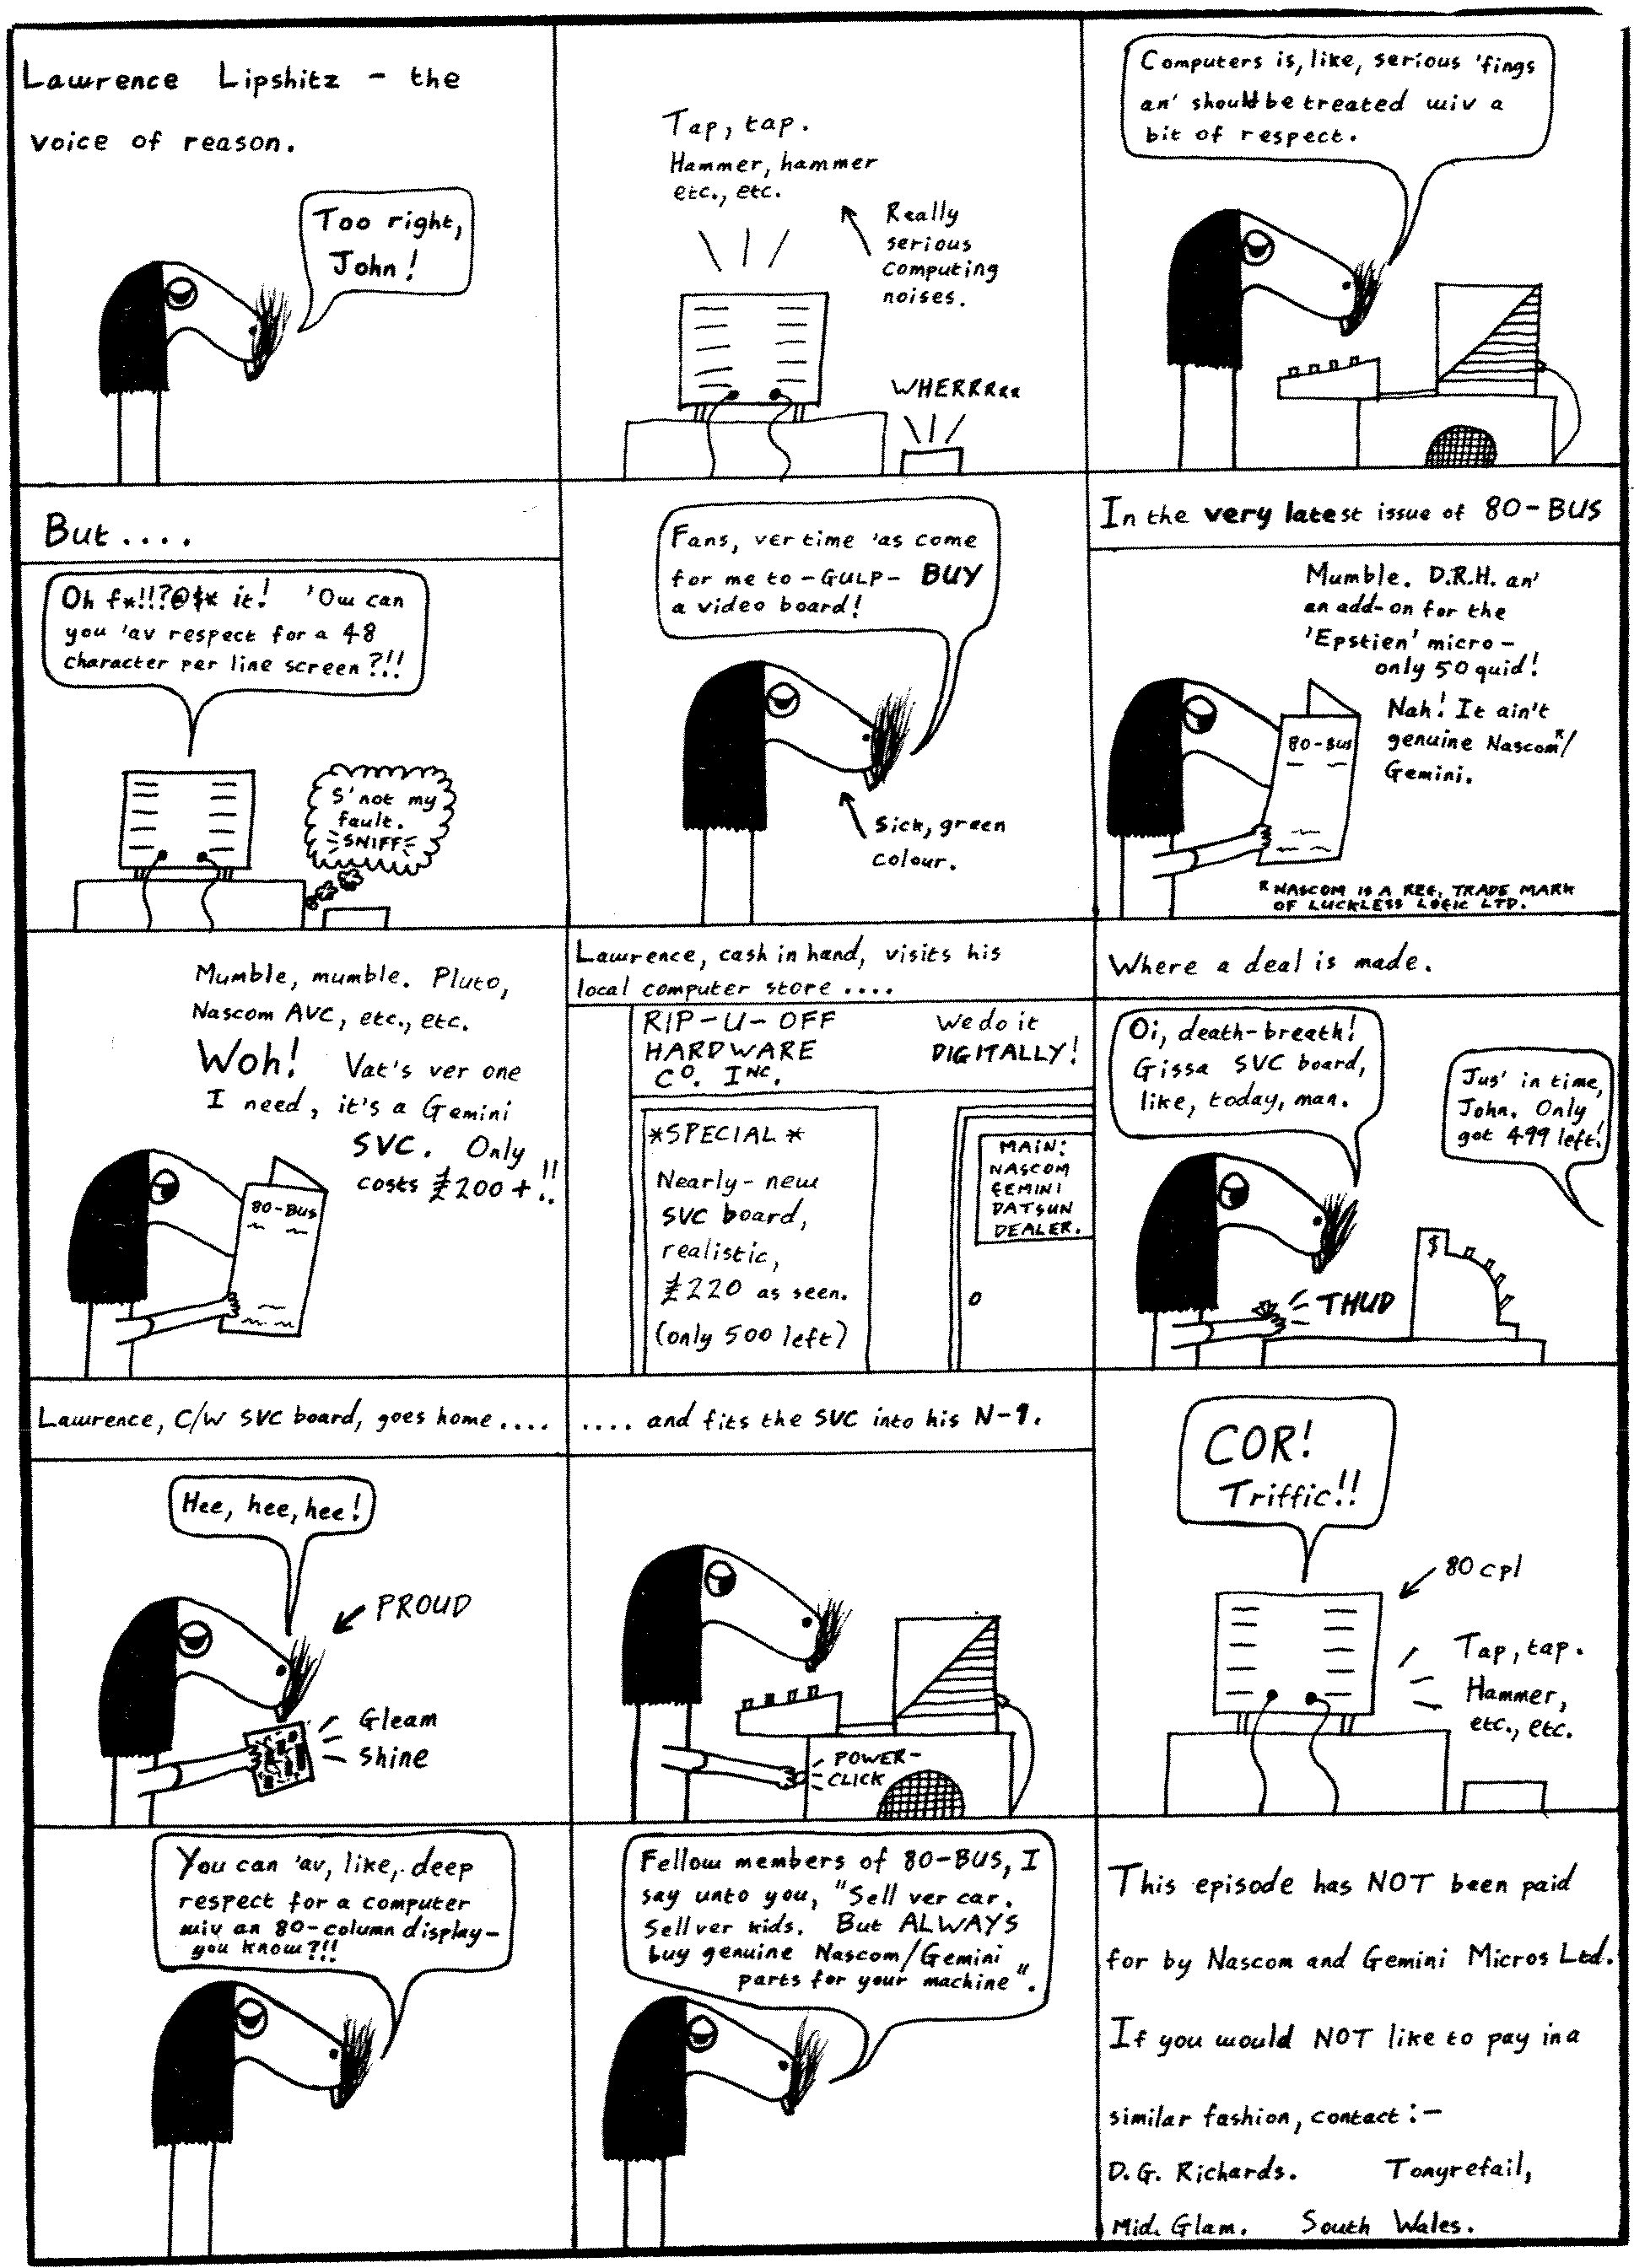 Lawrence Lipshitz - the
voice of reason.
Too right,
John!
Tap, tap.
Hammer, hammer
etc., etc.
Really
serious
computing
noises.
WHERRRRR
Computers is, like, serious 'fings
an' should be treated wiv a
bit of respect.
But....
Oh f*!!?@$* it! 'Ow can
you 'av respect for a 48
character per line screen?!!
S'not my
fault.
SNIFF
Fans, ver time 'as come
for me to -GULP- BUY
a video board!
Sick, green
colour.
In the very latest issue of 80-BUS
Mumble. D.R.H. an'
an add-on for the
'Epstien' micro -
only 50 quid!
Nah! It ain't
genuine Nascom*/
Gemini.
80-BUS
* NASCOM IS A REG. TRADE MARK
OF LUCKLESS LOGIC LTD.
Mumble, mumble. Pluto,
Nascom AVC, etc., etc.
Woh! Vat's ver one
I need, it's a Gemini
SVC. Only
costs £200+!!..
80-BUS
Lawrence, cash in hand, visits his
local computer store....
RIP-U-OFF
HARDWARE
CO. INC.
We do it
DIGITALLY!
*SPECIAL*
Nearly-new
SVC board,
realistic,
£220 as seen.
(only 500 left)
MAIN:
NASCOM
GEMINI
DATSUN
DEALER.
Where a deal is made.
Oi, death-breath!
Gissa SVC board,
like, today, man.
Jus' in time,
John. Only
got 499 left!
$
THUD
Lawrence, C/W SVC board, goes home....
Hee, hee, hee!
PROUD
Gleam
Shine
.... and fits the SVC into his N-1.
POWER-
CLICK
COR!
Triffic!!
80 cpl
Tap, tap.
Hammer,
etc., etc.
You can 'av, like, deep
respect for a computer
wiv an 80-column display-
you know?!!
Fellow members of 80-BUS, I
say unto you, "Sell ver car.
Sell ver kids. But ALWAYS
buy genuine Nascom/Gemini
parts for your machine".
This episode has NOT been paid
for by Nascom and Gemini Micros Ltd.
If you would NOT like to pay in a
similar fashion, contact:-
D.G. Richards. Tonyrefail,
Mid. Glam. South Wales.